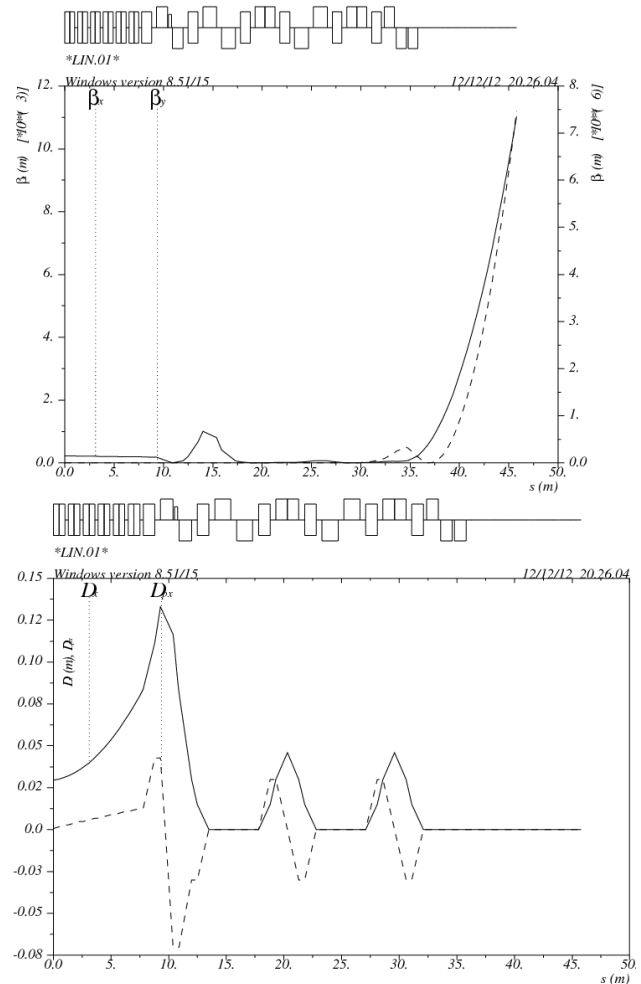 *LIN.01*
Windows version 8.51/15 12/12/12 20.26.04
βx βy
β (m) [*10**( 3)]
β (m) [*10**( 6)]
12.
10.
8.
6.
4.
2.
0.0
8.
7.
6.
5.
4.
3.
2.
1.
0.0
0.0 5. 10. 15. 20. 25. 30. 35. 40. 45. 50.
s (m)
*LIN.01*
Windows version 8.51/15 12/12/12 20.26.04
Dx Dpx
D (m), D
0.15
0.12
0.10
0.08
0.05
0.02
0.0
-0.03
-0.05
-0.08
0.0 5. 10. 15. 20. 25. 30. 35. 40. 45. 50.
s (m)